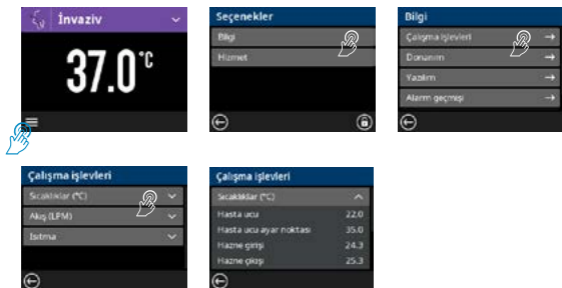 İnvaziv
37.0°C
Seçenekler
Bilgi
Hizmet
Bilgi
Çalışma işlevleri
Donanım
Yazılım
Alarm geçmişi
Çalışma işlevleri
Sıcaklıklar (°C)
Akış (LPM)
Isıtma
Çalışma işlevleri
Sıcaklıklar (°C)
Hasta ucu 22.0
Hasta ucu ayar noktası 35.0
Hazne girişi 24.3
Hazne çıkışı 25.3